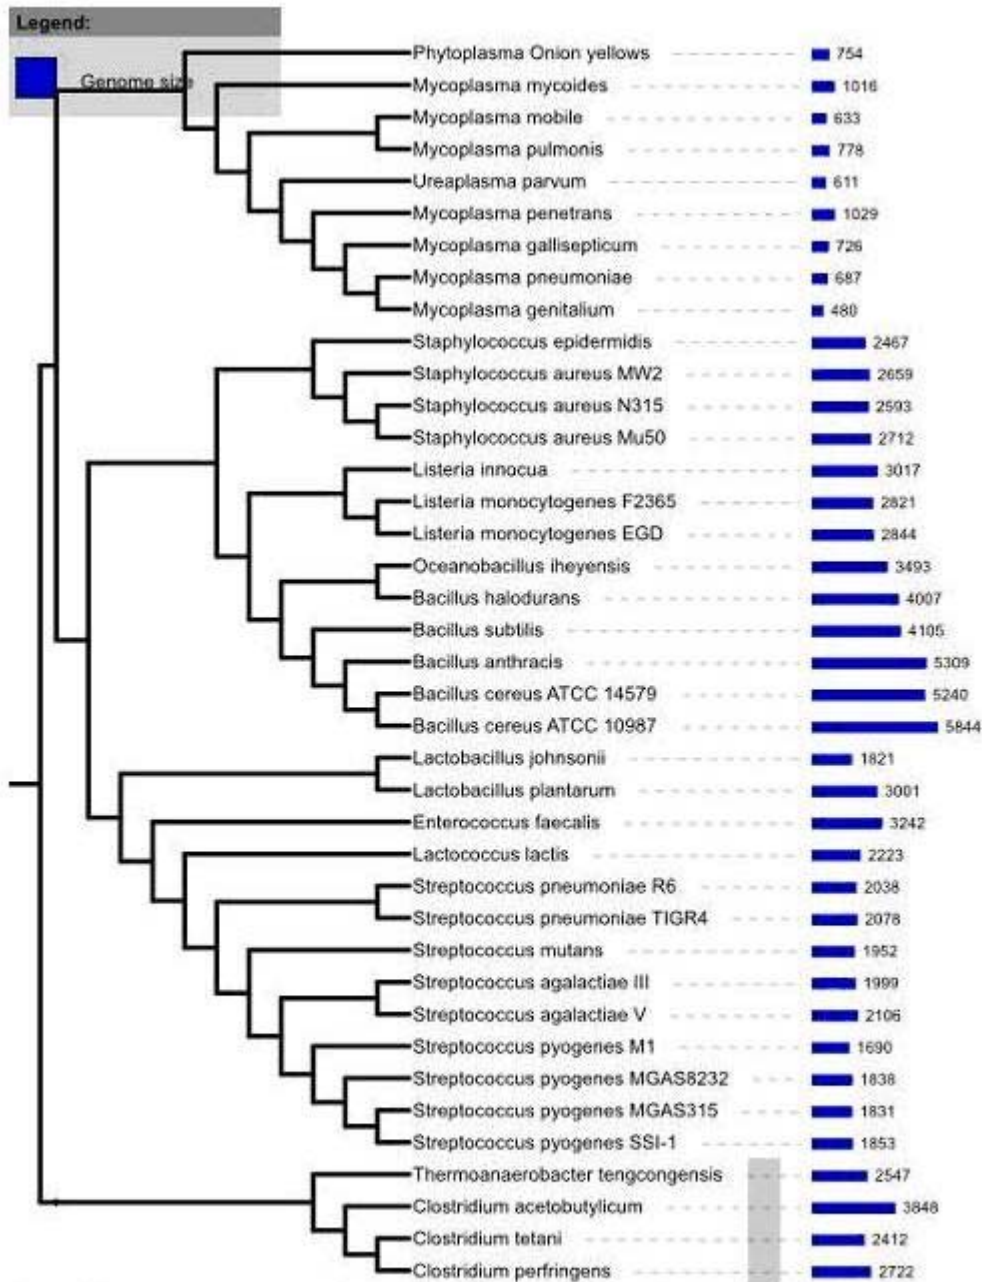 Legend:
Genome size
Phytoplasma Onion yellows 754
Mycoplasma mycoides 1016
Mycoplasma mobile 633
Mycoplasma pulmonis 778
Ureaplasma parvum 611
Mycoplasma penetrans 1029
Mycoplasma gallisepticum 726
Mycoplasma pneumoniae 687
Mycoplasma genitalium 480
Staphylococcus epidermidis 2467
Staphylococcus aureus MW2 2659
Staphylococcus aureus N315 2593
Staphylococcus aureus Mu50 2712
Listeria innocua 3017
Listeria monocytogenes F2365 2821
Listeria monocytogenes EGD 2844
Oceanobacillus iheyensis 3493
Bacillus halodurans 4007
Bacillus subtilis 4105
Bacillus anthracis 5309
Bacillus cereus ATCC 14579 5240
Bacillus cereus ATCC 10987 5844
Lactobacillus johnsonii 1821
Lactobacillus plantarum 3001
Enterococcus faecalis 3242
Lactococcus lactis 2223
Streptococcus pneumoniae R6 2038
Streptococcus pneumoniae TIGR4 2078
Streptococcus mutans 1952
Streptococcus agalactiae III 1999
Streptococcus agalactiae V 2106
Streptococcus pyogenes M1 1690
Streptococcus pyogenes MGAS8232 1838
Streptococcus pyogenes MGAS315 1831
Streptococcus pyogenes SSI-1 1853
Thermoanaerobacter tengcongensis 2547
Clostridium acetobutylicum 3848
Clostridium tetani 2412
Clostridium perfringens 2722